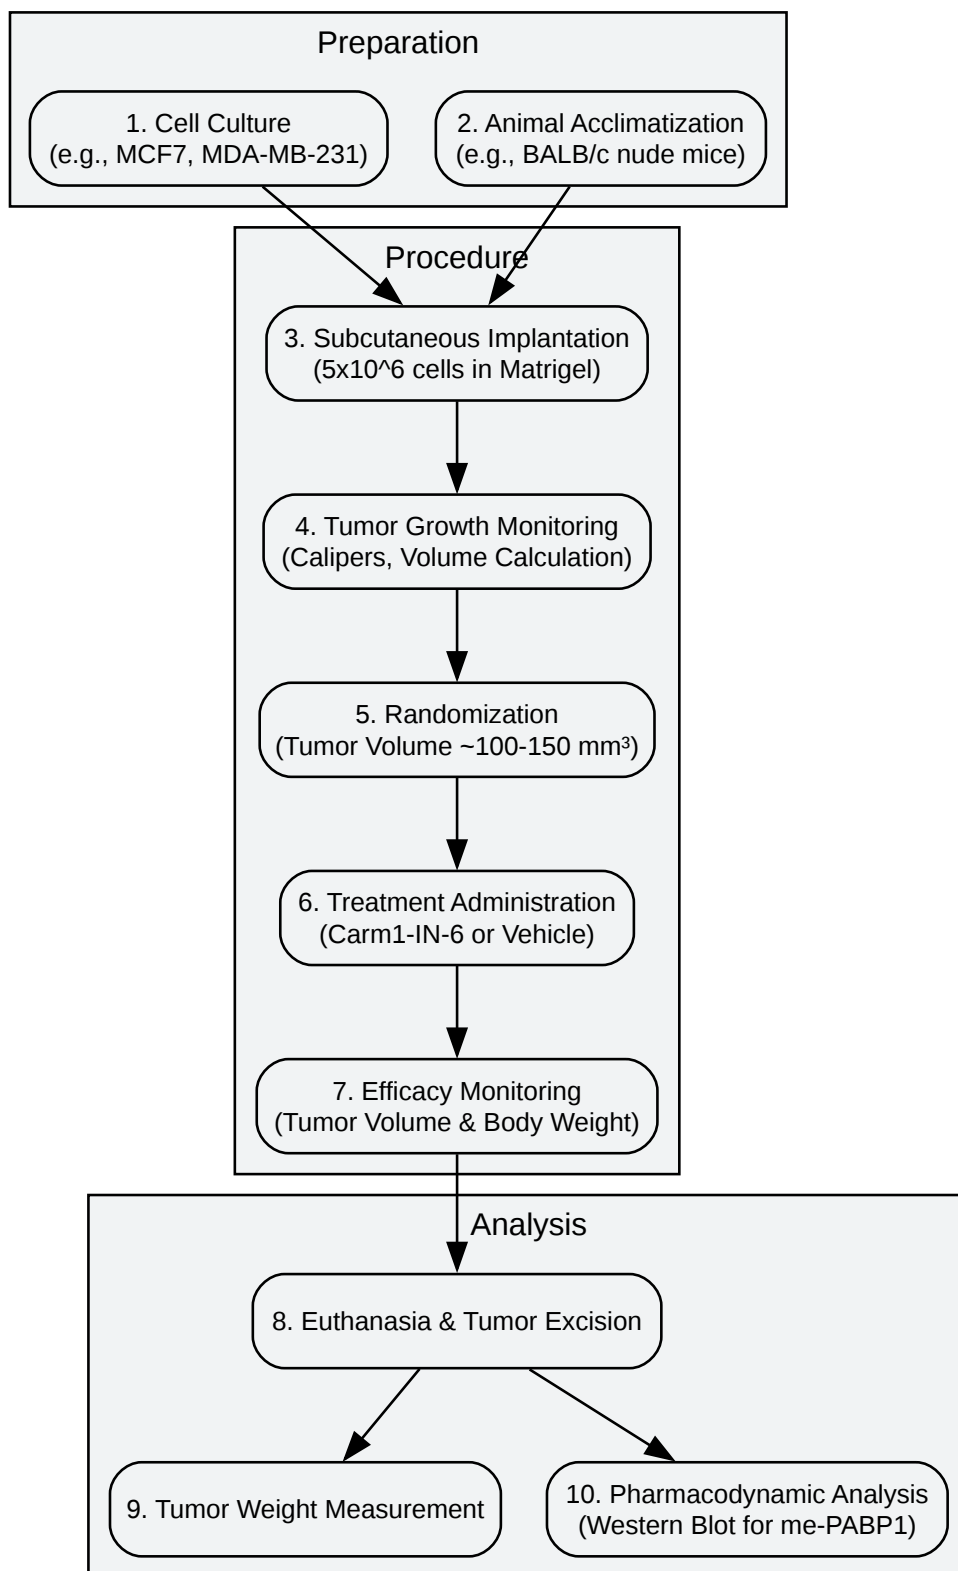 Preparation
1. Cell Culture
(e.g., MCF7, MDA-MB-231)
2. Animal Acclimatization
(e.g., BALB/c nude mice)
Procedure
3. Subcutaneous Implantation
(5x10^6 cells in Matrigel)
4. Tumor Growth Monitoring
(Calipers, Volume Calculation)
5. Randomization
(Tumor Volume ~100-150 mm³)
6. Treatment Administration
(Carm1-IN-6 or Vehicle)
7. Efficacy Monitoring
(Tumor Volume & Body Weight)
Analysis
8. Euthanasia & Tumor Excision
9. Tumor Weight Measurement
10. Pharmacodynamic Analysis
(Western Blot for me-PABP1)